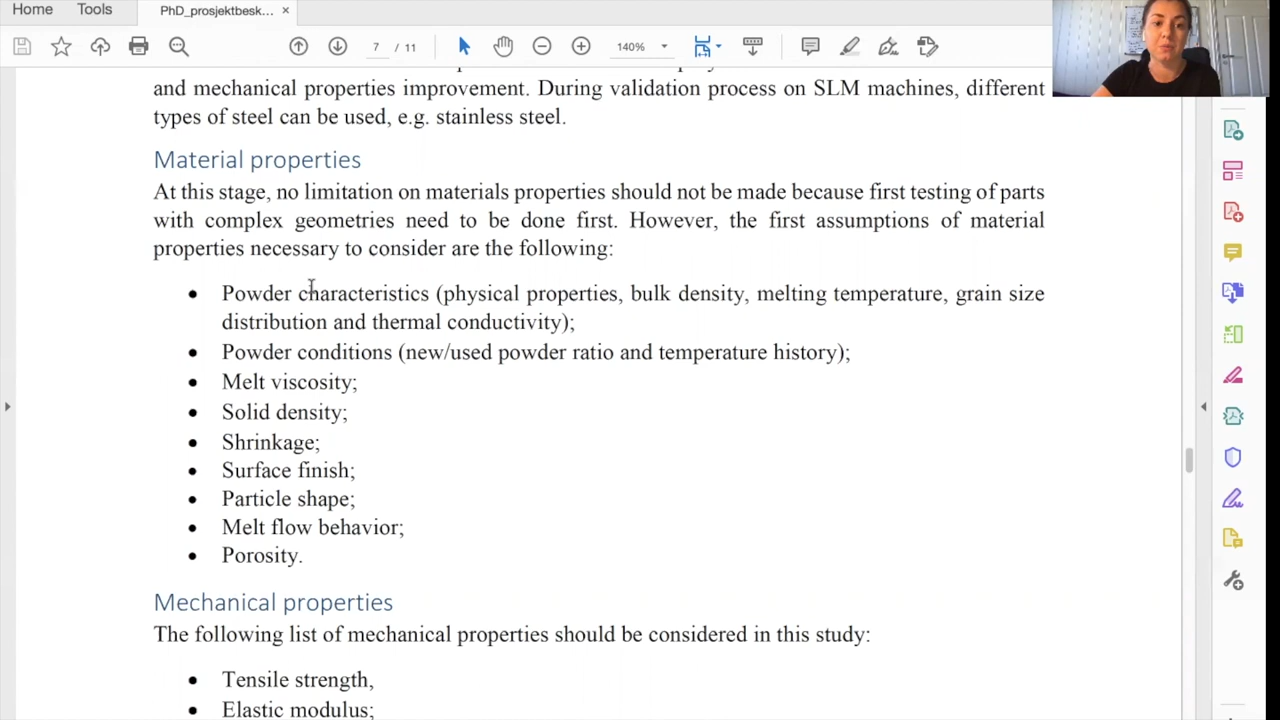 Home
Tools
PhD_prosjektbesk...
×
7 / 11
140%
and mechanical properties improvement. During validation process on SLM machines, different
types of steel can be used, e.g. stainless steel.
Material properties
At this stage, no limitation on materials properties should not be made because first testing of parts
with complex geometries need to be done first. However, the first assumptions of material
properties necessary to consider are the following:
• Powder characteristics (physical properties, bulk density, melting temperature, grain size
distribution and thermal conductivity);
• Powder conditions (new/used powder ratio and temperature history);
• Melt viscosity;
• Solid density;
• Shrinkage;
• Surface finish;
• Particle shape;
• Melt flow behavior;
• Porosity.
Mechanical properties
The following list of mechanical properties should be considered in this study:
• Tensile strength,
• Elastic modulus;